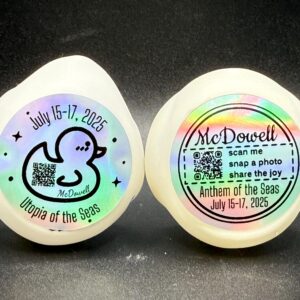 July 15-17, 2025
McDowell
Utopia of the Seas
McDowell
scan me
snap a photo
share the joy
Anthem of the Seas
July 15-17, 2025